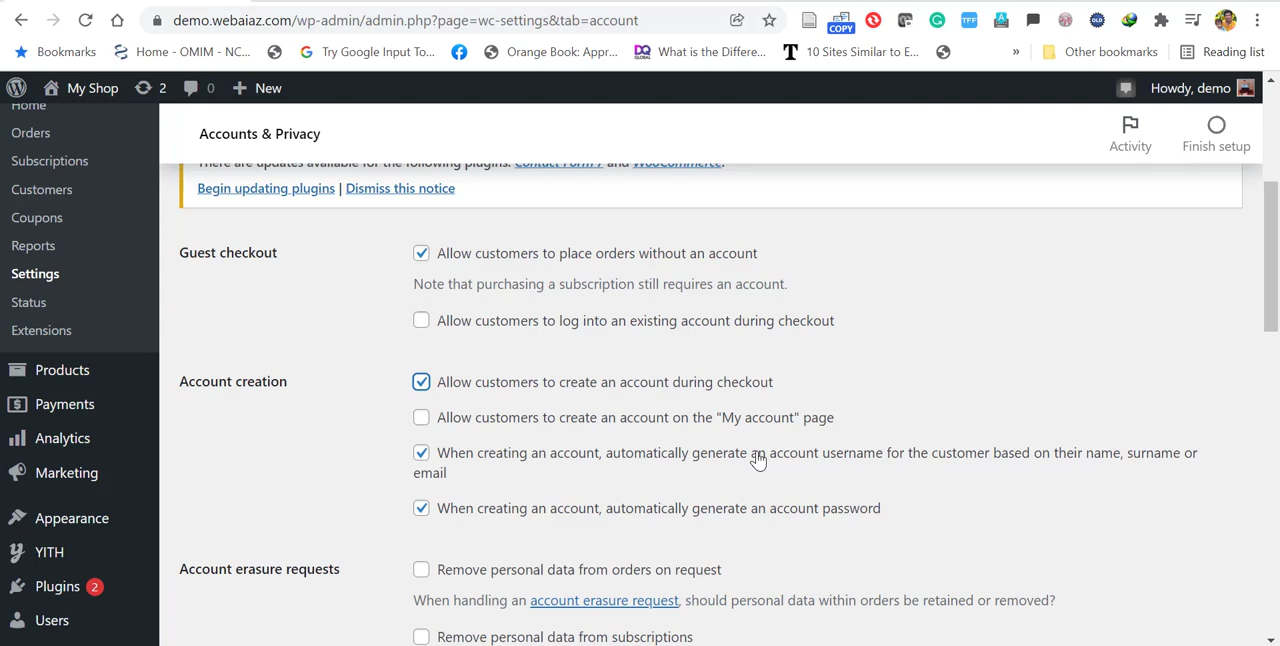 demo.webaiaz.com/wp-admin/admin.php?page=wc-settings&tab=account
COPY
TFF
OLD
Bookmarks
Home - OMIM - NC...
Try Google Input To...
Orange Book: Appr...
DQ GLOBAL
What is the Differe...
10 Sites Similar to E...
»
Other bookmarks
Reading list
My Shop
2
0
New
Howdy, demo
Home
Orders
Subscriptions
Customers
Coupons
Reports
Settings
Status
Extensions
Products
Payments
Analytics
Marketing
Appearance
YITH
Plugins 2
Users
Accounts & Privacy
Activity
Finish setup
There are updates available for the following plugins: Contact Form 7 and WooCommerce.
Begin updating plugins | Dismiss this notice
Guest checkout
Allow customers to place orders without an account
Note that purchasing a subscription still requires an account.
Allow customers to log into an existing account during checkout
Account creation
Allow customers to create an account during checkout
Allow customers to create an account on the "My account" page
When creating an account, automatically generate an account username for the customer based on their name, surname or
email
When creating an account, automatically generate an account password
Account erasure requests
Remove personal data from orders on request
When handling an account erasure request, should personal data within orders be retained or removed?
Remove personal data from subscriptions